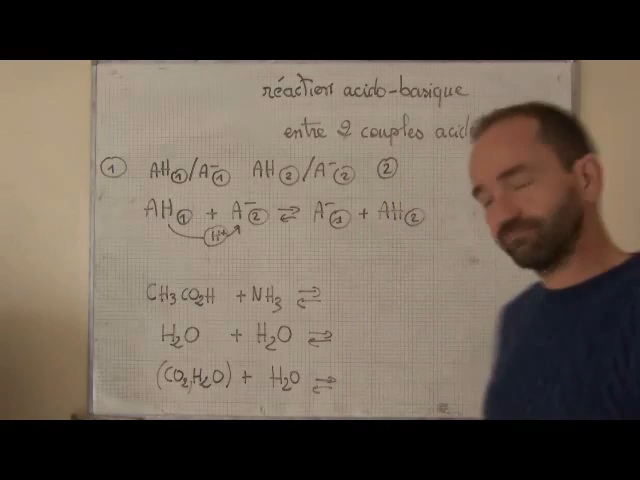 réaction acido-basique
entre 2 couples
① AH①/A⁻① AH②/A⁻② ②
AH① + A⁻② ⇌ A⁻① + AH②
H⁺
CH₃CO₂H + NH₃ ⇌
H₂O + H₂O ⇌
(CO₂,H₂O) + H₂O ⇌